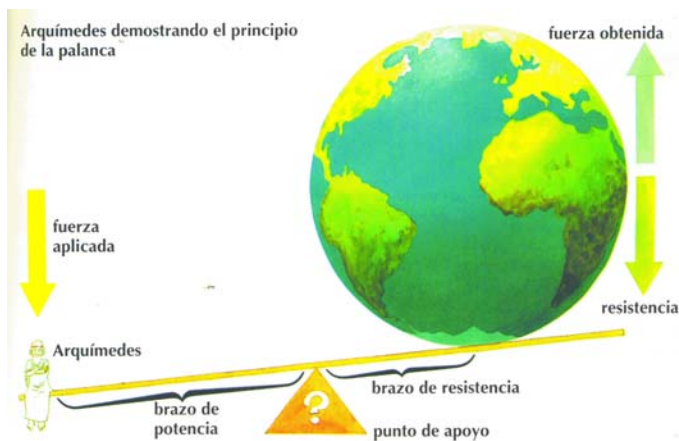 Arquímedes demostrando el principio
de la palanca
fuerza obtenida
fuerza
aplicada
resistencia
Arquímedes
brazo de resistencia
brazo de
potencia
?
punto de apoyo